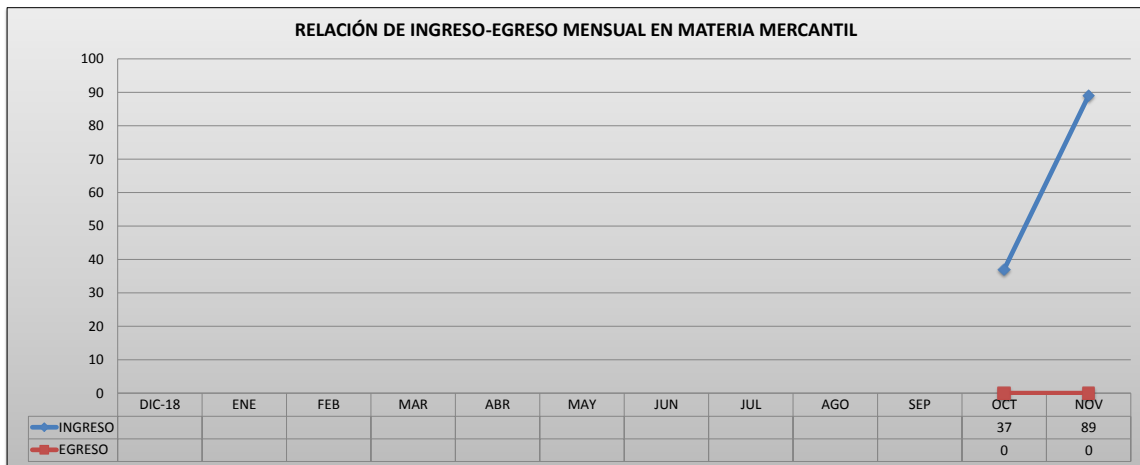 RELACIÓN DE INGRESO-EGRESO MENSUAL EN MATERIA MERCANTIL
100
90
80
70
60
50
40
30
20
10
0
DIC-18 ENE FEB MAR ABR MAY JUN JUL AGO SEP OCT NOV
INGRESO 37 89
EGRESO 0 0